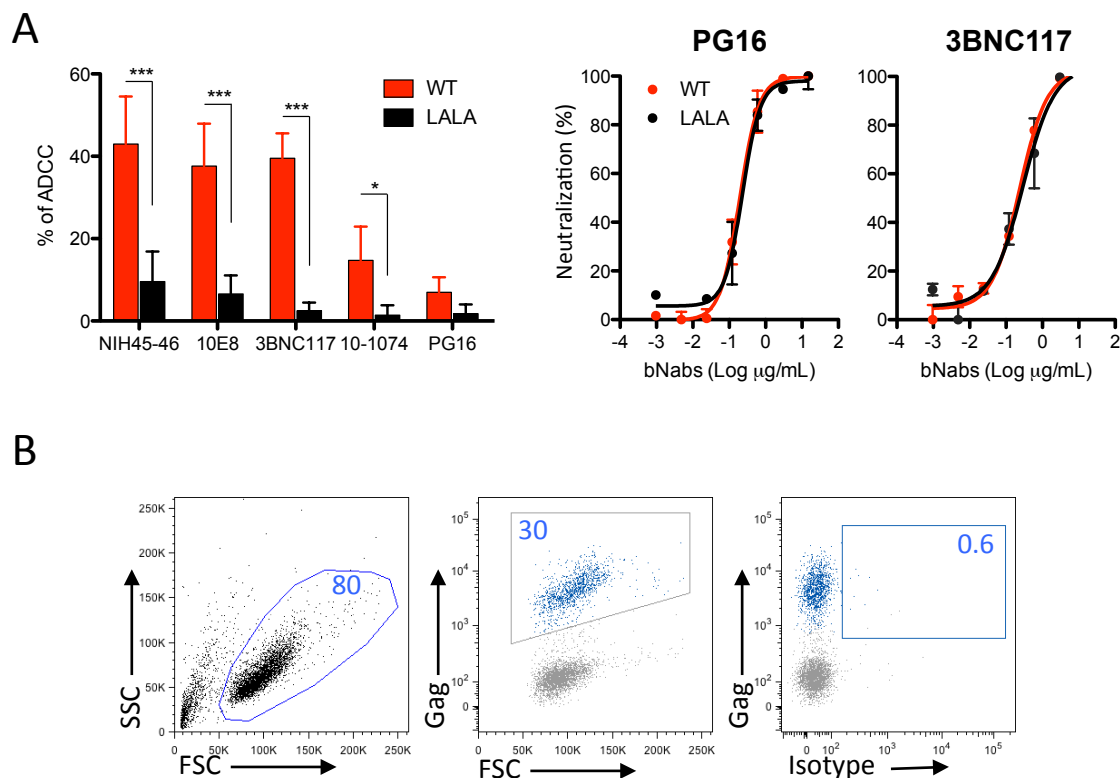 A
% of ADCC
60
40
20
0
***
***
***
*
WT
LALA
NIH45-46
10E8
3BNC117
10-1074
PG16
PG16
Neutralization (%)
100
80
60
40
20
0
WT
LALA
-4 -3 -2 -1 0 1 2
bNabs (Log μg/mL)
3BNC117
100
80
60
40
20
0
-4 -3 -2 -1 0 1 2
bNabs (Log μg/mL)
B
250K
200K
150K
100K
50K
0
80
SSC
0 50K 100K 150K 200K 250K
FSC
10^5
10^4
10^3
10^2
0
30
Gag
0 50K 100K 150K 200K 250K
FSC
10^5
10^4
10^3
10^2
0
0.6
Gag
0 10^2 10^3 10^4 10^5
Isotype